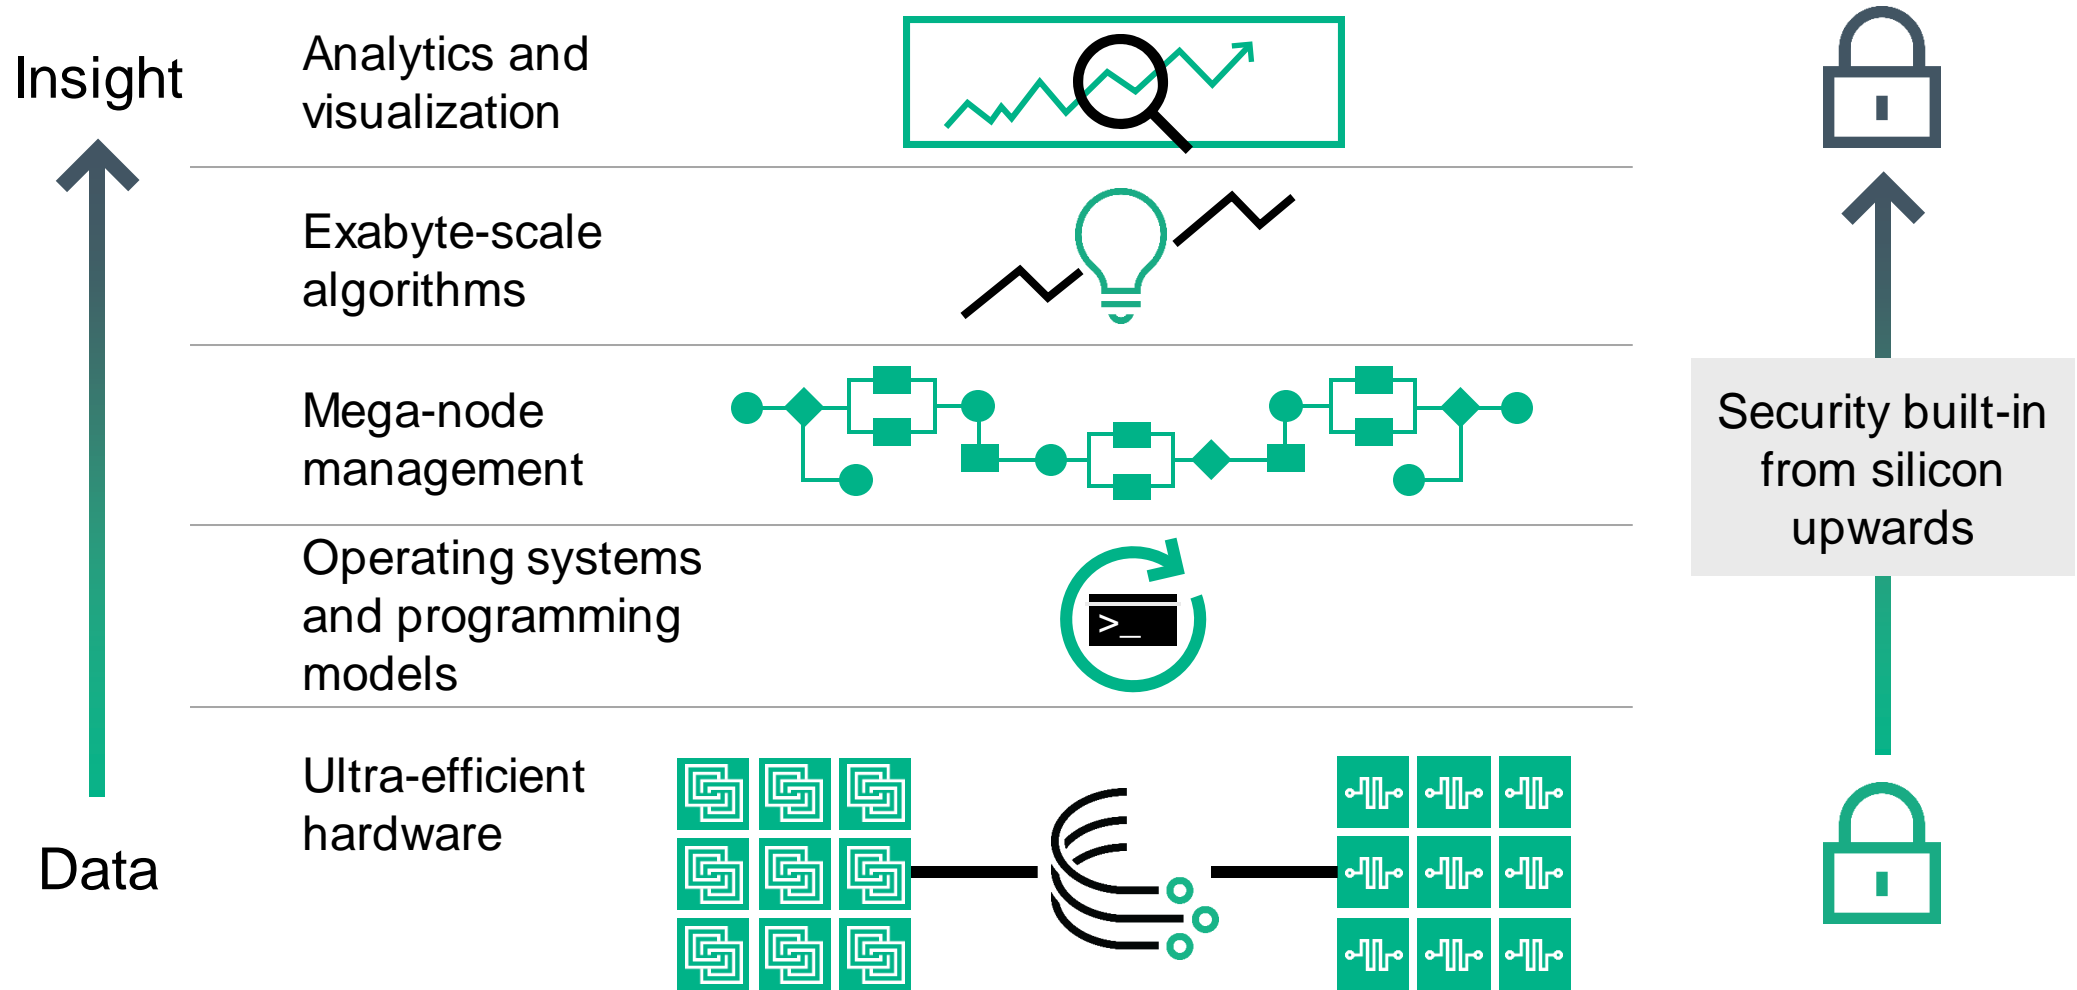 Insight
Analytics and
visualization
Exabyte-scale
algorithms
Mega-node
management
Security built-in
from silicon
upwards
Operating systems
and programming
models
>_
Ultra-efficient
hardware
Data